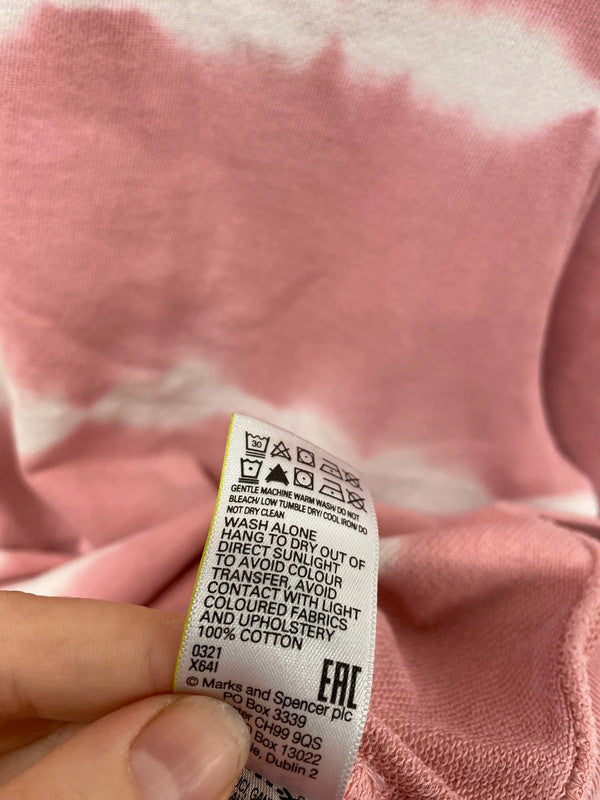 30
GENTLE MACHINE WARM WASH/DO NOT
BLEACH/LOW TUMBLE DRY/COOL IRON/DO
NOT DRY CLEAN
WASH ALONE
HANG TO DRY OUT OF
DIRECT SUNLIGHT
TO AVOID COLOUR
TRANSFER, AVOID
CONTACT WITH LIGHT
COLOURED FABRICS
AND UPHOLSTERY
100% COTTON
0321
X64I
EAC
© Marks and Spencer plc
PO Box 3339
CH99 9QS
Box 13022
Dublin 2